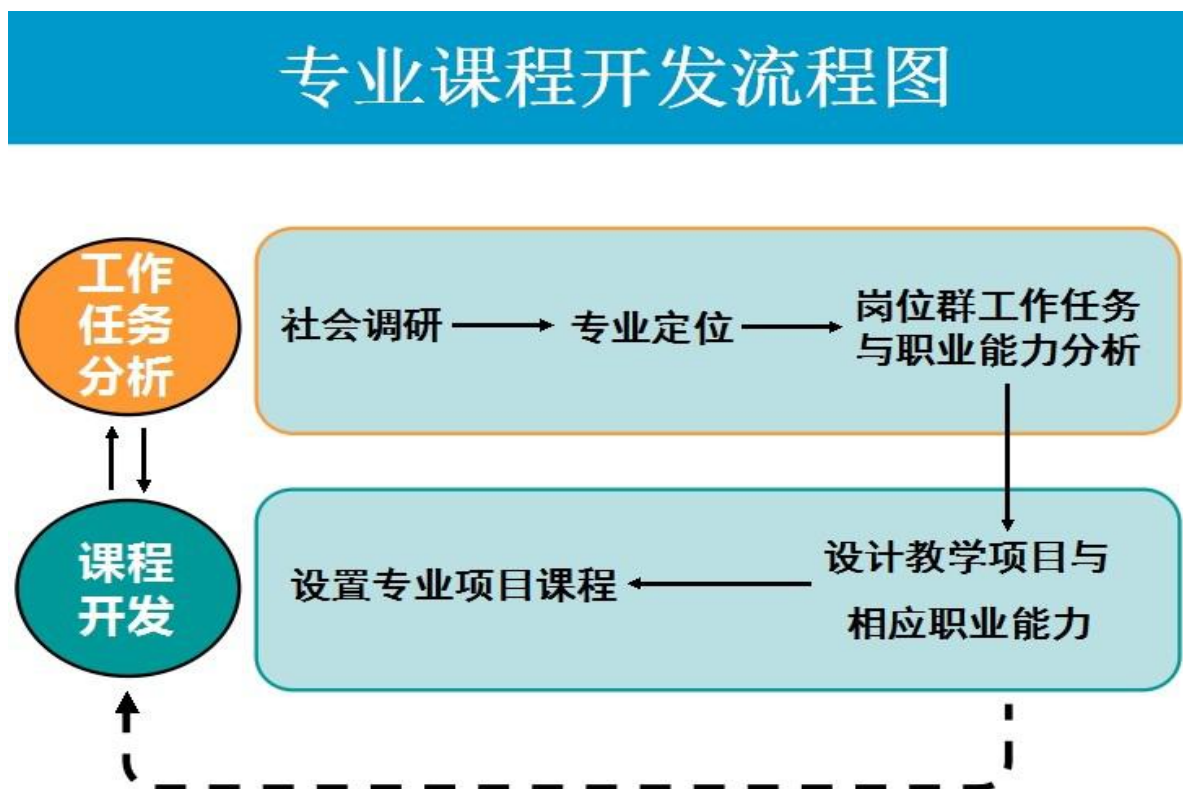 专业课程开发流程图
工作
任务
分析
社会调研
专业定位
岗位群工作任务
与职业能力分析
课程
开发
设置专业项目课程
设计教学项目与
相应职业能力